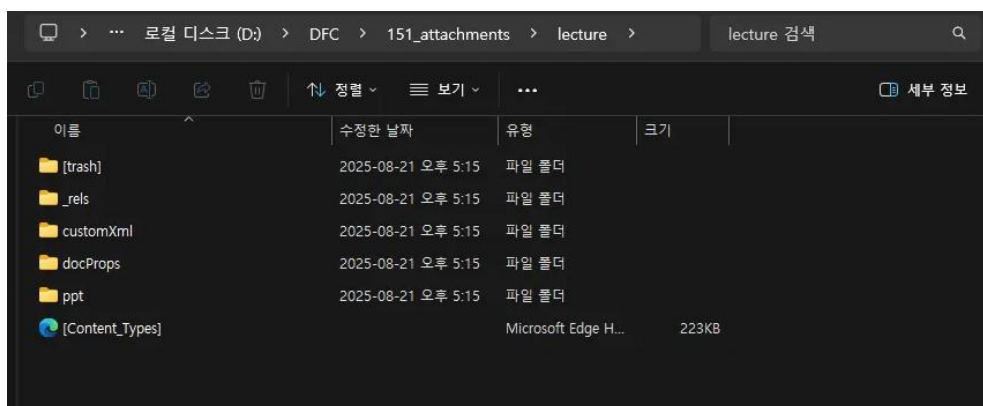 > ··· 로컬 디스크 (D:) > DFC > 151_attachments > lecture > lecture 검색
정렬 보기 ··· 세부 정보
이름 수정한 날짜 유형 크기
[trash] 2025-08-21 오후 5:15 파일 폴더
_rels 2025-08-21 오후 5:15 파일 폴더
customXml 2025-08-21 오후 5:15 파일 폴더
docProps 2025-08-21 오후 5:15 파일 폴더
ppt 2025-08-21 오후 5:15 파일 폴더
[Content_Types] Microsoft Edge H... 223KB